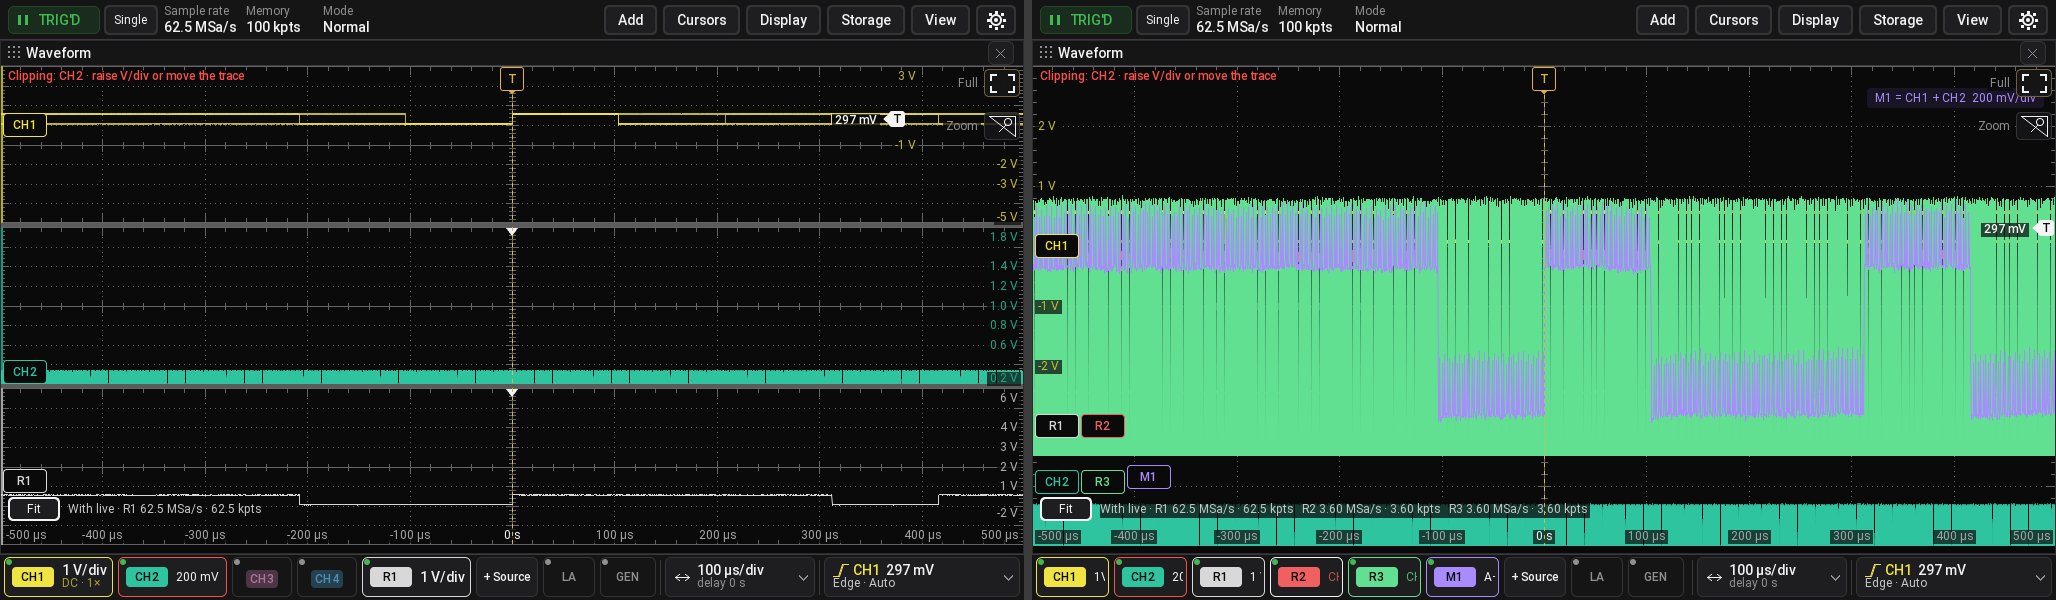 TRIG'D
Single
Sample rate
62.5 MSa/s
Memory
100 kpts
Mode
Normal
Add
Cursors
Display
Storage
View
Waveform
Clipping: CH2 · raise V/div or move the trace
T
3 V
Full
CH1
297 mV
T
Zoom
-1 V
-2 V
-3 V
-5 V
1.8 V
1.4 V
1.2 V
1.0 V
0.8 V
0.6 V
CH2
0.2 V
6 V
4 V
3 V
2 V
R1
1 V
Fit
With live · R1 62.5 MSa/s · 62.5 kpts
-2 V
-500 µs
-400 µs
-300 µs
-200 µs
-100 µs
0 s
100 µs
200 µs
300 µs
400 µs
500 µs
CH1
1 V/div
DC · 1×
CH2
200 mV
CH3
CH4
R1
1 V/div
+ Source
LA
GEN
100 µs/div
delay 0 s
CH1 297 mV
Edge · Auto
TRIG'D
Single
Sample rate
62.5 MSa/s
Memory
100 kpts
Mode
Normal
Add
Cursors
Display
Storage
View
Waveform
Clipping: CH2 · raise V/div or move the trace
T
Full
M1 = CH1 + CH2 200 mV/div
2 V
Zoom
1 V
297 mV
T
CH1
-1 V
-2 V
R1
R2
CH2
R3
M1
Fit
With live · R1 62.5 MSa/s · 62.5 kpts R2 3.60 MSa/s · 3.60 kpts R3 3.60 MSa/s · 3.60 kpts
-500 µs
-400 µs
-300 µs
-200 µs
-100 µs
0 s
100 µs
200 µs
300 µs
400 µs
500 µs
CH1
CH2
R1
R2
R3
M1
+ Source
LA
GEN
100 µs/div
delay 0 s
CH1 297 mV
Edge · Auto